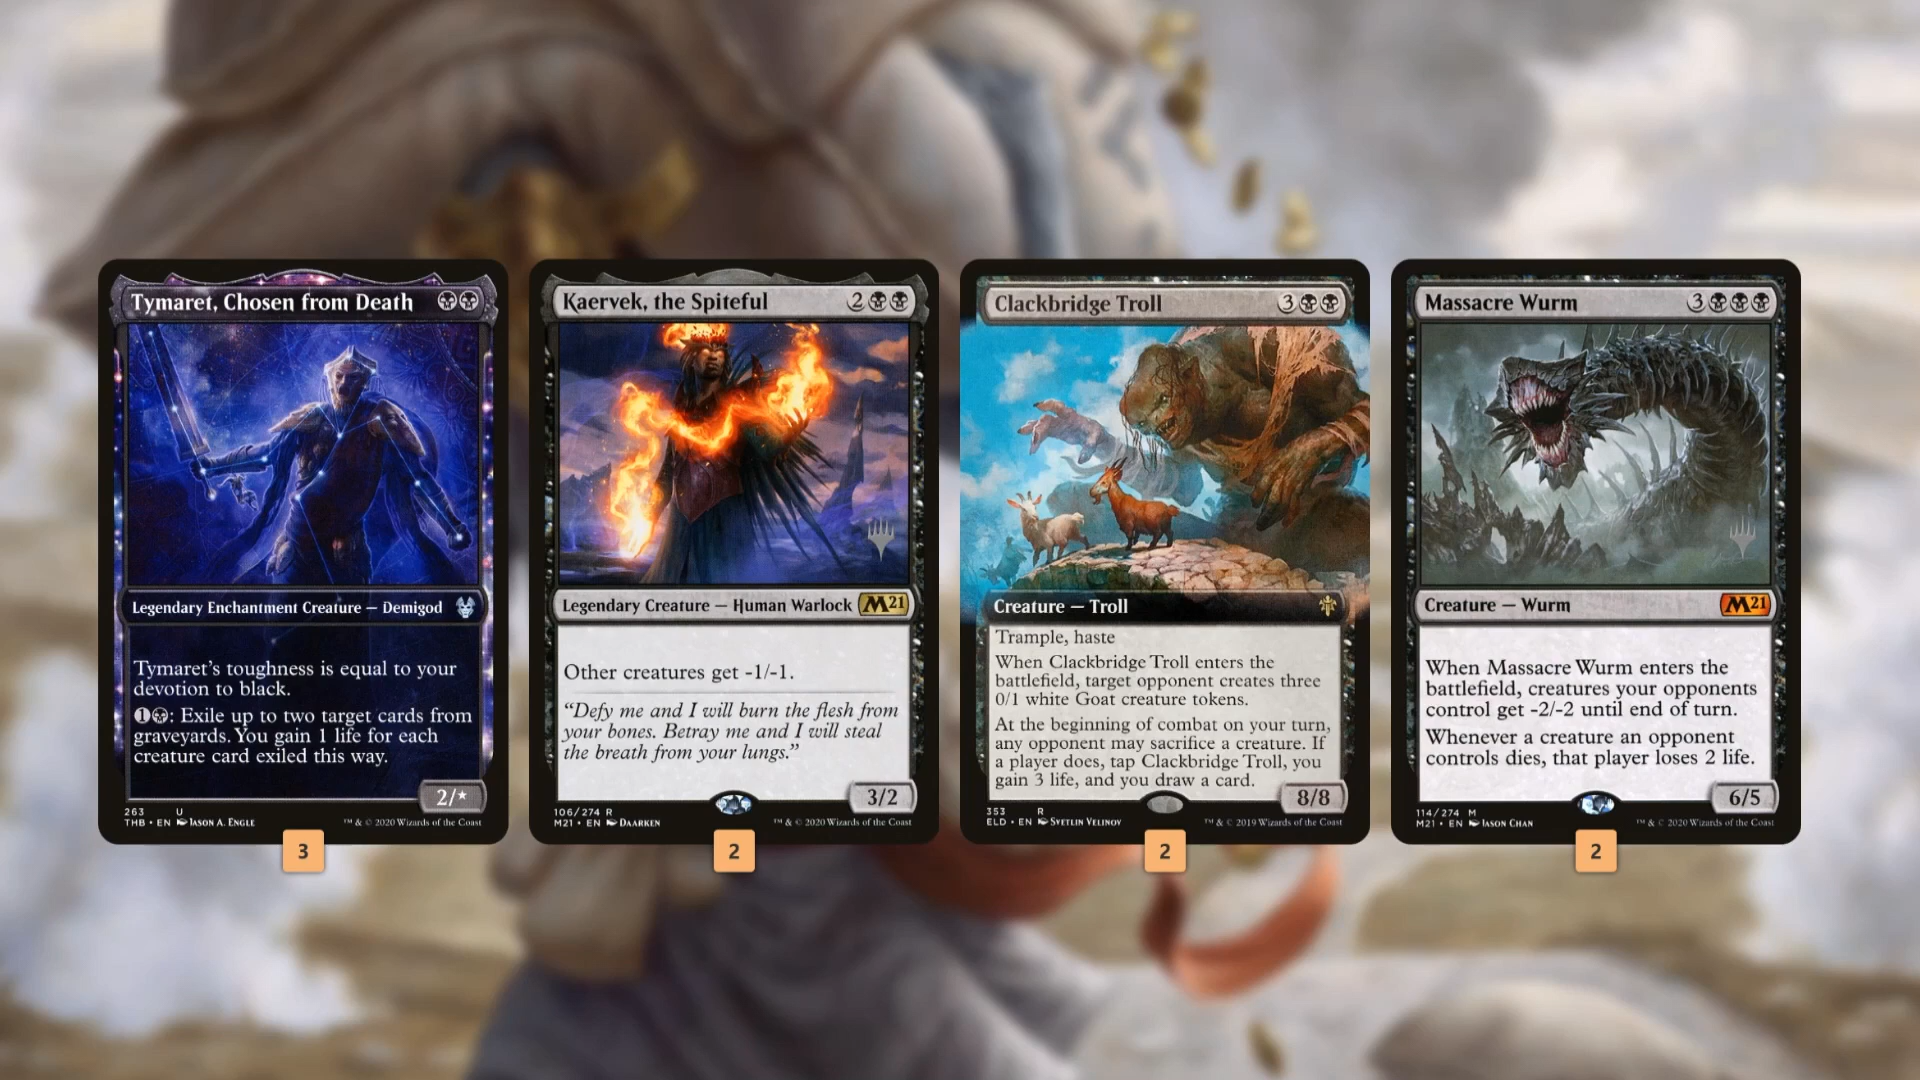 Tymaret, Chosen from Death
Legendary Enchantment Creature — Demigod
Tymaret's toughness is equal to your
devotion to black.
1: Exile up to two target cards from
graveyards. You gain 1 life for each
creature card exiled this way.
2/*
263 U
THB • EN JASON A. ENGLE ™ & © 2020 Wizards of the Coast
3
Kaervek, the Spiteful 2
Legendary Creature — Human Warlock M21
Other creatures get -1/-1.
“Defy me and I will burn the flesh from
your bones. Betray me and I will steal
the breath from your lungs.”
3/2
106/274 R
M21 • EN DAARKEN ™ & © 2020 Wizards of the Coast
2
Clackbridge Troll 3
Creature — Troll
Trample, haste
When Clackbridge Troll enters the
battlefield, target opponent creates three
0/1 white Goat creature tokens.
At the beginning of combat on your turn,
any opponent may sacrifice a creature. If
a player does, tap Clackbridge Troll, you
gain 3 life, and you draw a card.
8/8
353 R
ELD • EN SVETLIN VELINOV ™ & © 2019 Wizards of the Coast
2
Massacre Wurm 3
Creature — Wurm M21
When Massacre Wurm enters the
battlefield, creatures your opponents
control get -2/-2 until end of turn.
Whenever a creature an opponent
controls dies, that player loses 2 life.
6/5
114/274 M
M21 • EN JASON CHAN ™ & © 2020 Wizards of the Coast
2